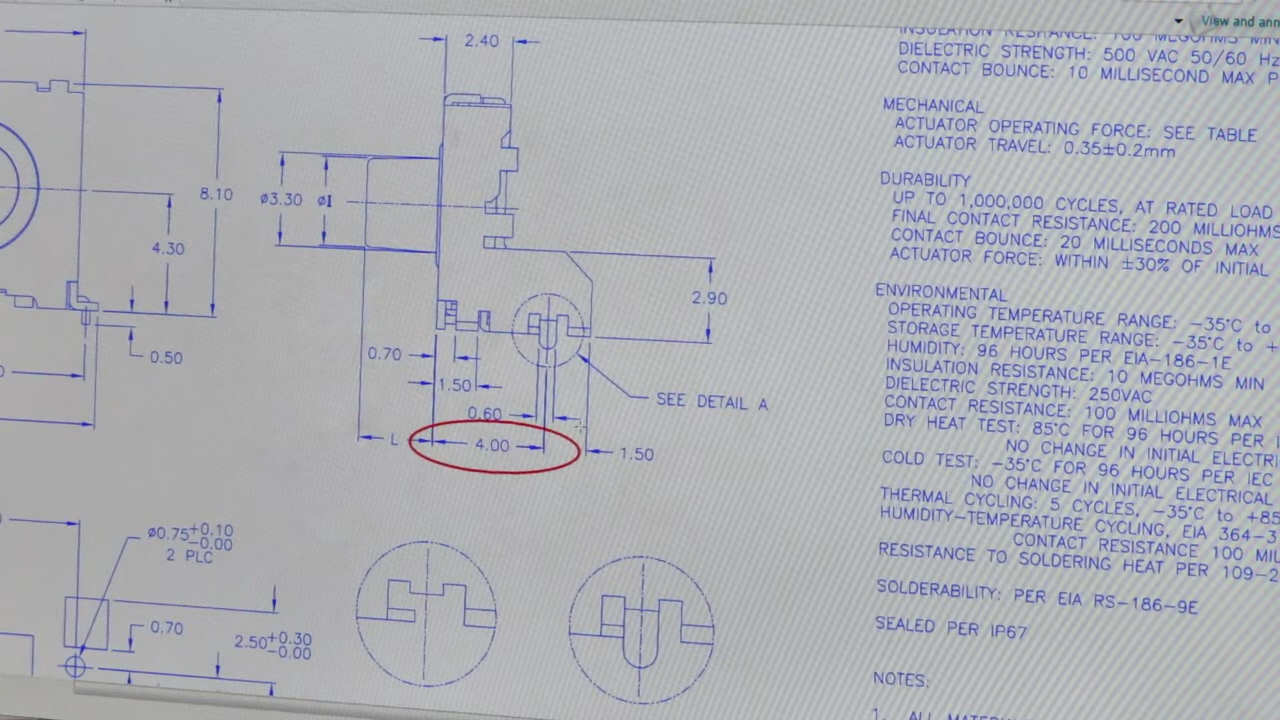 View and ann
2.40
8.10
4.30
0.50
ø3.30
øI
2.90
0.70
1.50
0.60
L
4.00
1.50
SEE DETAIL A
ø0.75+0.10
-0.00
2 PLC
0.70
2.50+0.30
-0.00
DIELECTRIC STRENGTH: 500 VAC 50/60 Hz
CONTACT BOUNCE: 10 MILLISECOND MAX P
MECHANICAL
ACTUATOR OPERATING FORCE: SEE TABLE
ACTUATOR TRAVEL: 0.35±0.2mm
DURABILITY
UP TO 1,000,000 CYCLES, AT RATED LOAD
FINAL CONTACT RESISTANCE: 200 MILLIOHMS
CONTACT BOUNCE: 20 MILLISECONDS MAX
ACTUATOR FORCE: WITHIN ±30% OF INITIAL
ENVIRONMENTAL
OPERATING TEMPERATURE RANGE: -35°C to
STORAGE TEMPERATURE RANGE: -35°C to +
HUMIDITY: 96 HOURS PER EIA-186-1E
INSULATION RESISTANCE: 10 MEGOHMS MIN
DIELECTRIC STRENGTH: 250VAC
CONTACT RESISTANCE: 100 MILLIOHMS MAX
DRY HEAT TEST: 85°C FOR 96 HOURS PER
NO CHANGE IN INITIAL ELECTRI
COLD TEST: -35°C FOR 96 HOURS PER IEC
NO CHANGE IN INITIAL ELECTRICAL
THERMAL CYCLING: 5 CYCLES, -35°C to +85
HUMIDITY-TEMPERATURE CYCLING, EIA 364-3
CONTACT RESISTANCE 100 MIL
RESISTANCE TO SOLDERING HEAT PER 109-2
SOLDERABILITY: PER EIA RS-186-9E
SEALED PER IP67
NOTES: